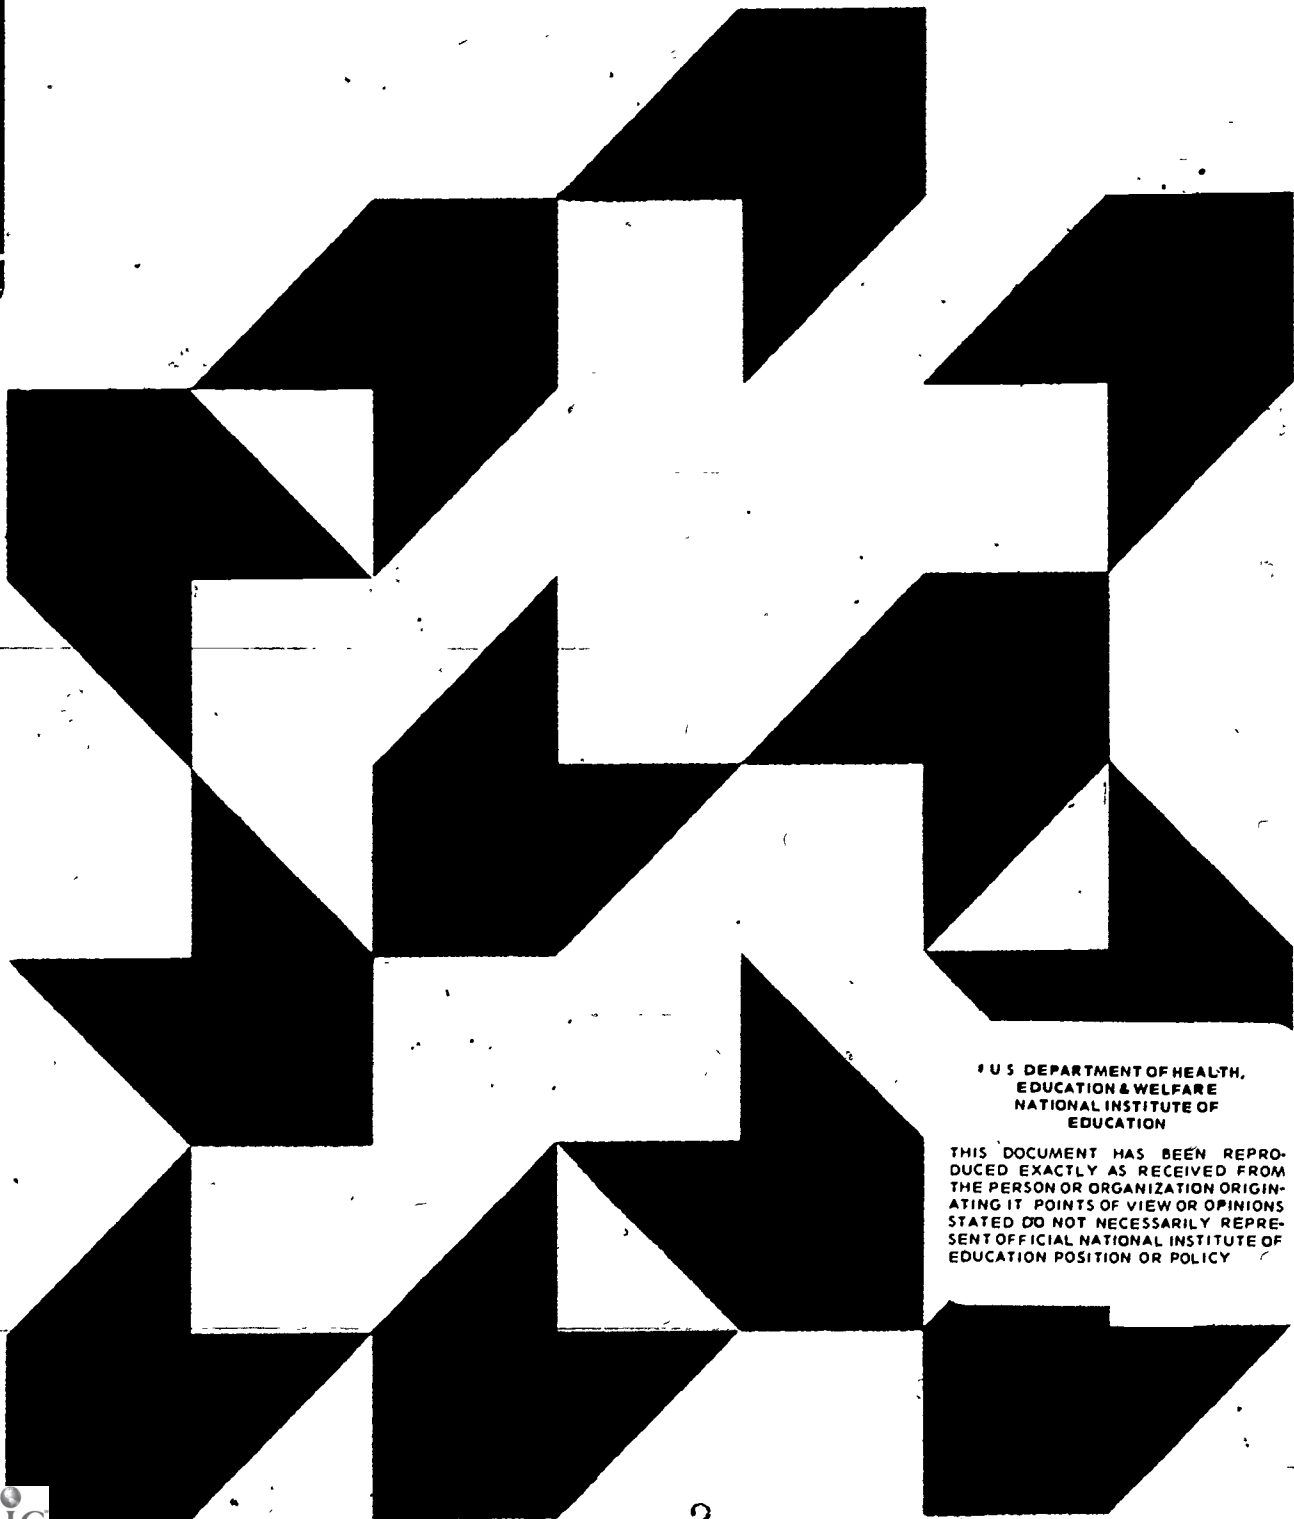 U S DEPARTMENT OF HEALTH,
EDUCATION & WELFARE
NATIONAL INSTITUTE OF
EDUCATION
THIS DOCUMENT HAS BEEN REPRO-
DUCED EXACTLY AS RECEIVED FROM
THE PERSON OR ORGANIZATION ORIGIN-
ATING IT POINTS OF VIEW OR OPINIONS
STATED DO NOT NECESSARILY REPRE-
SENT OFFICIAL NATIONAL INSTITUTE OF
EDUCATION POSITION OR POLICY